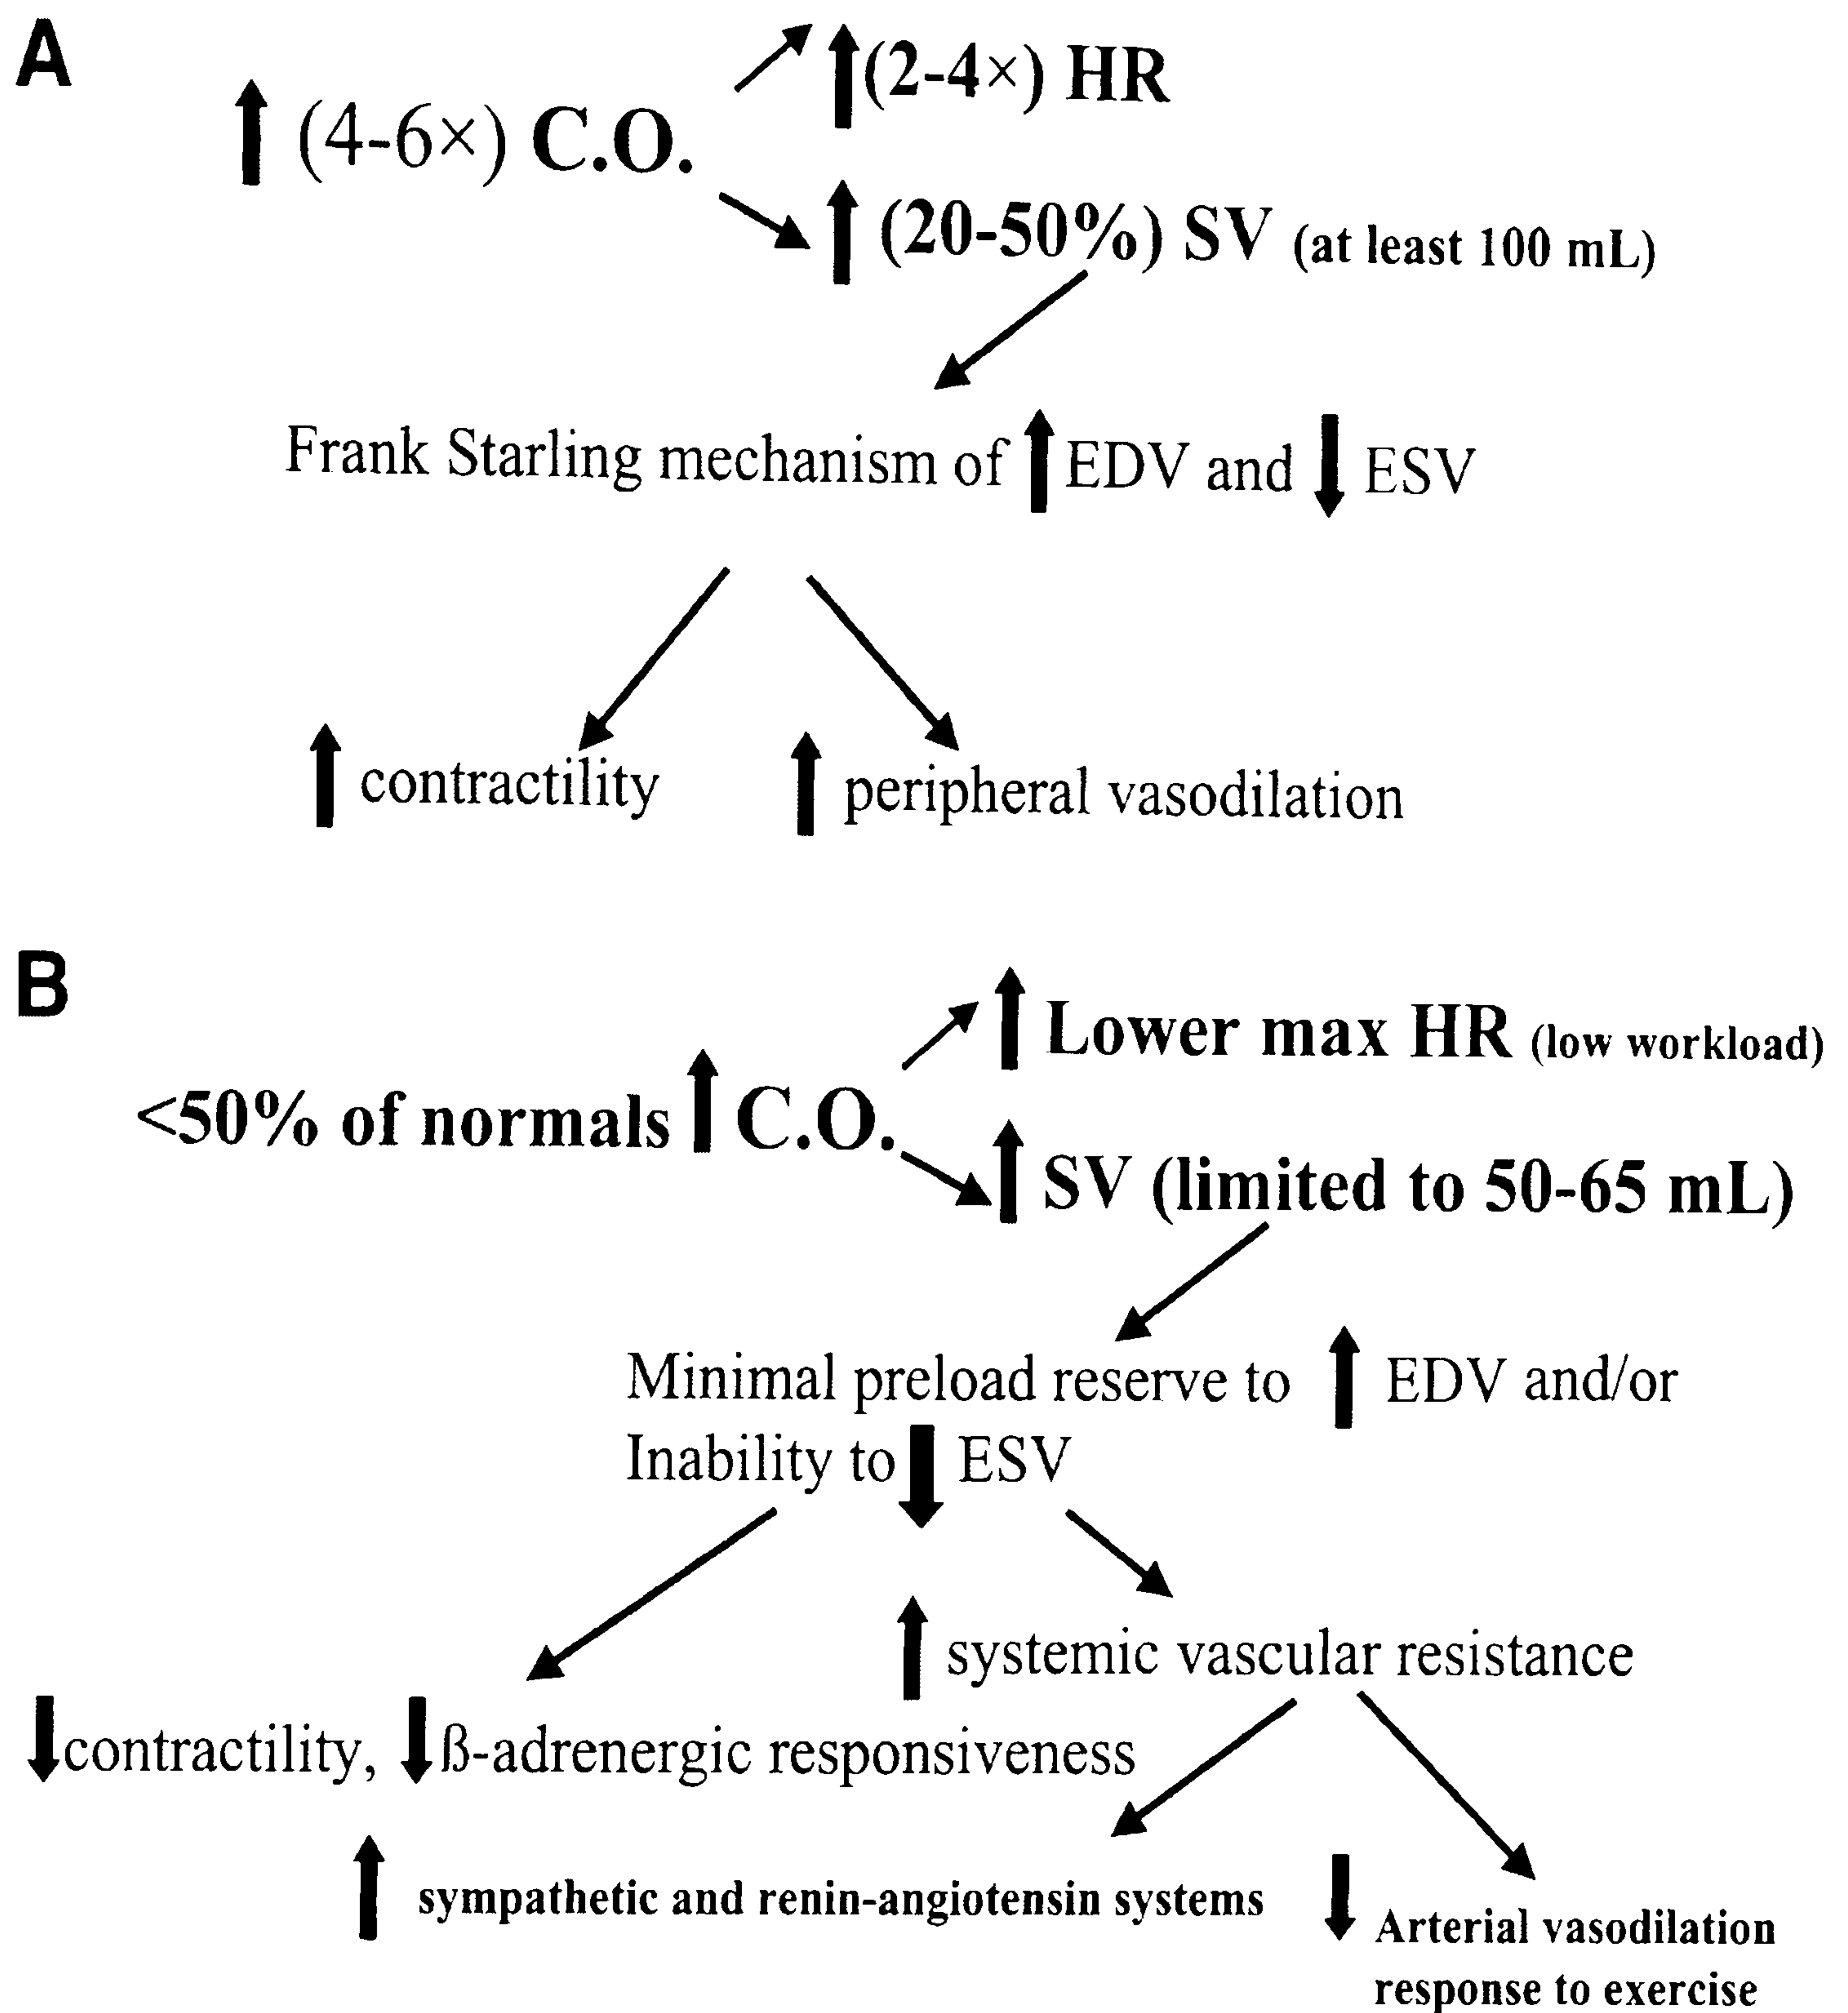 A
↑ (2-4×) HR
↑ (4-6×) C.O.
↑ (20-50%) SV (at least 100 mL)
Frank Starling mechanism of ↑ EDV and ↓ ESV
↑ contractility ↑ peripheral vasodilation
B
↑ Lower max HR (low workload)
<50% of normals ↑ C.O.
↑ SV (limited to 50-65 mL)
Minimal preload reserve to ↑ EDV and/or
Inability to ↓ ESV
↑ systemic vascular resistance
↓ contractility, ↓ ß-adrenergic responsiveness
↑ sympathetic and renin-angiotensin systems
↓ Arterial vasodilation
response to exercise